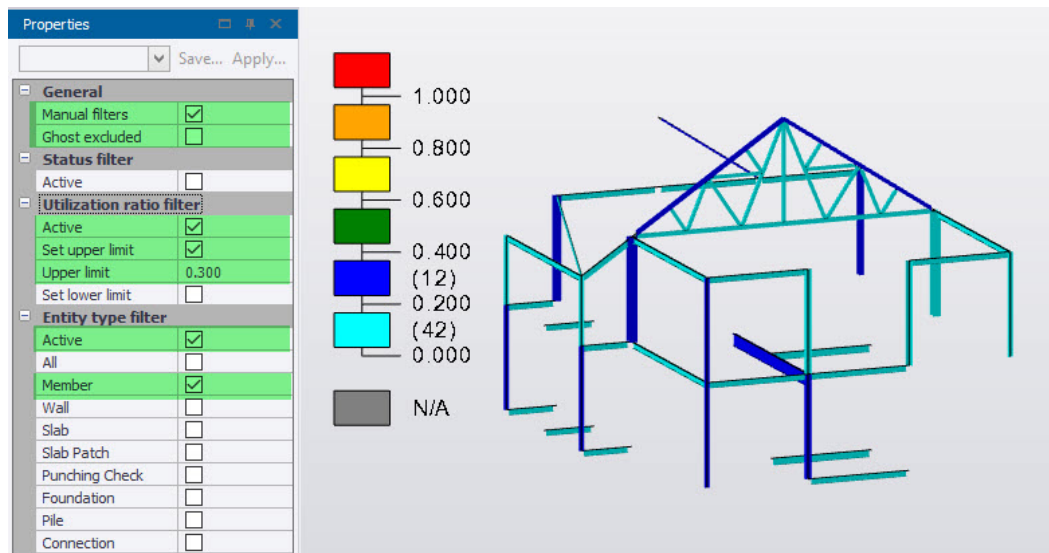 Properties
Save... Apply...
General
Manual filters
Ghost excluded
Status filter
Active
Utilization ratio filter
Active
Set upper limit
Upper limit 0.300
Set lower limit
Entity type filter
Active
All
Member
Wall
Slab
Slab Patch
Punching Check
Foundation
Pile
Connection
1.000
0.800
0.600
0.400
(12)
0.200
(42)
0.000
N/A